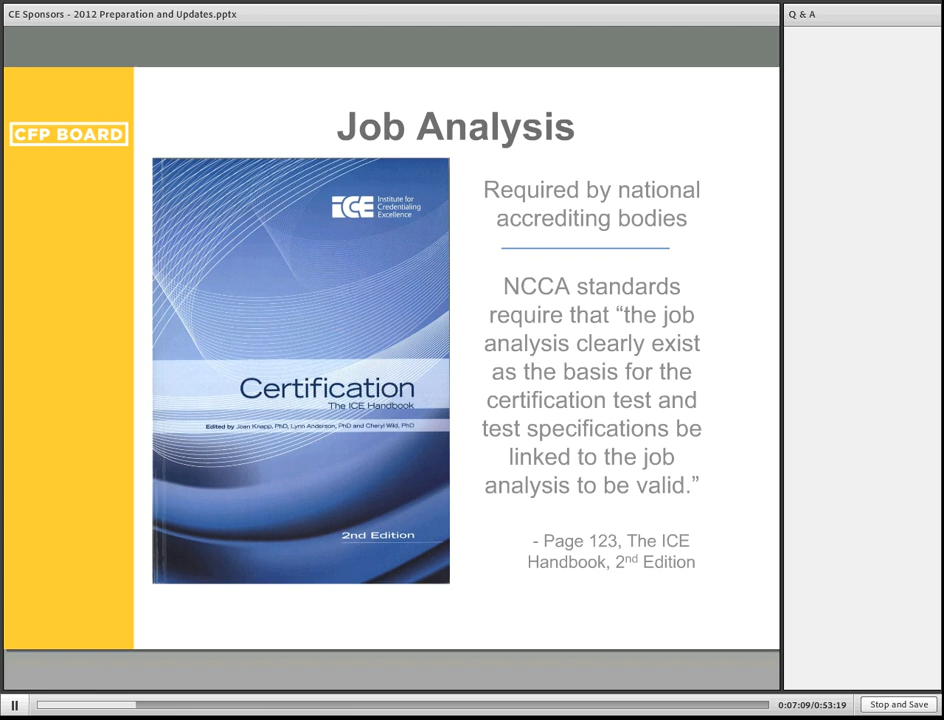 CE Sponsors - 2012 Preparation and Updates.pptx
Q & A
CFP BOARD
Job Analysis
iCE Institute for
Credentialing
Excellence
Certification
The ICE Handbook
Edited by Joan Knapp, PhD, Lynn Anderson, PhD and Cheryl Wild, PhD
2nd Edition
Required by national
accrediting bodies
NCCA standards
require that “the job
analysis clearly exist
as the basis for the
certification test and
test specifications be
linked to the job
analysis to be valid.”
- Page 123, The ICE
Handbook, 2nd Edition
0:07:09/0:53:19
Stop and Save